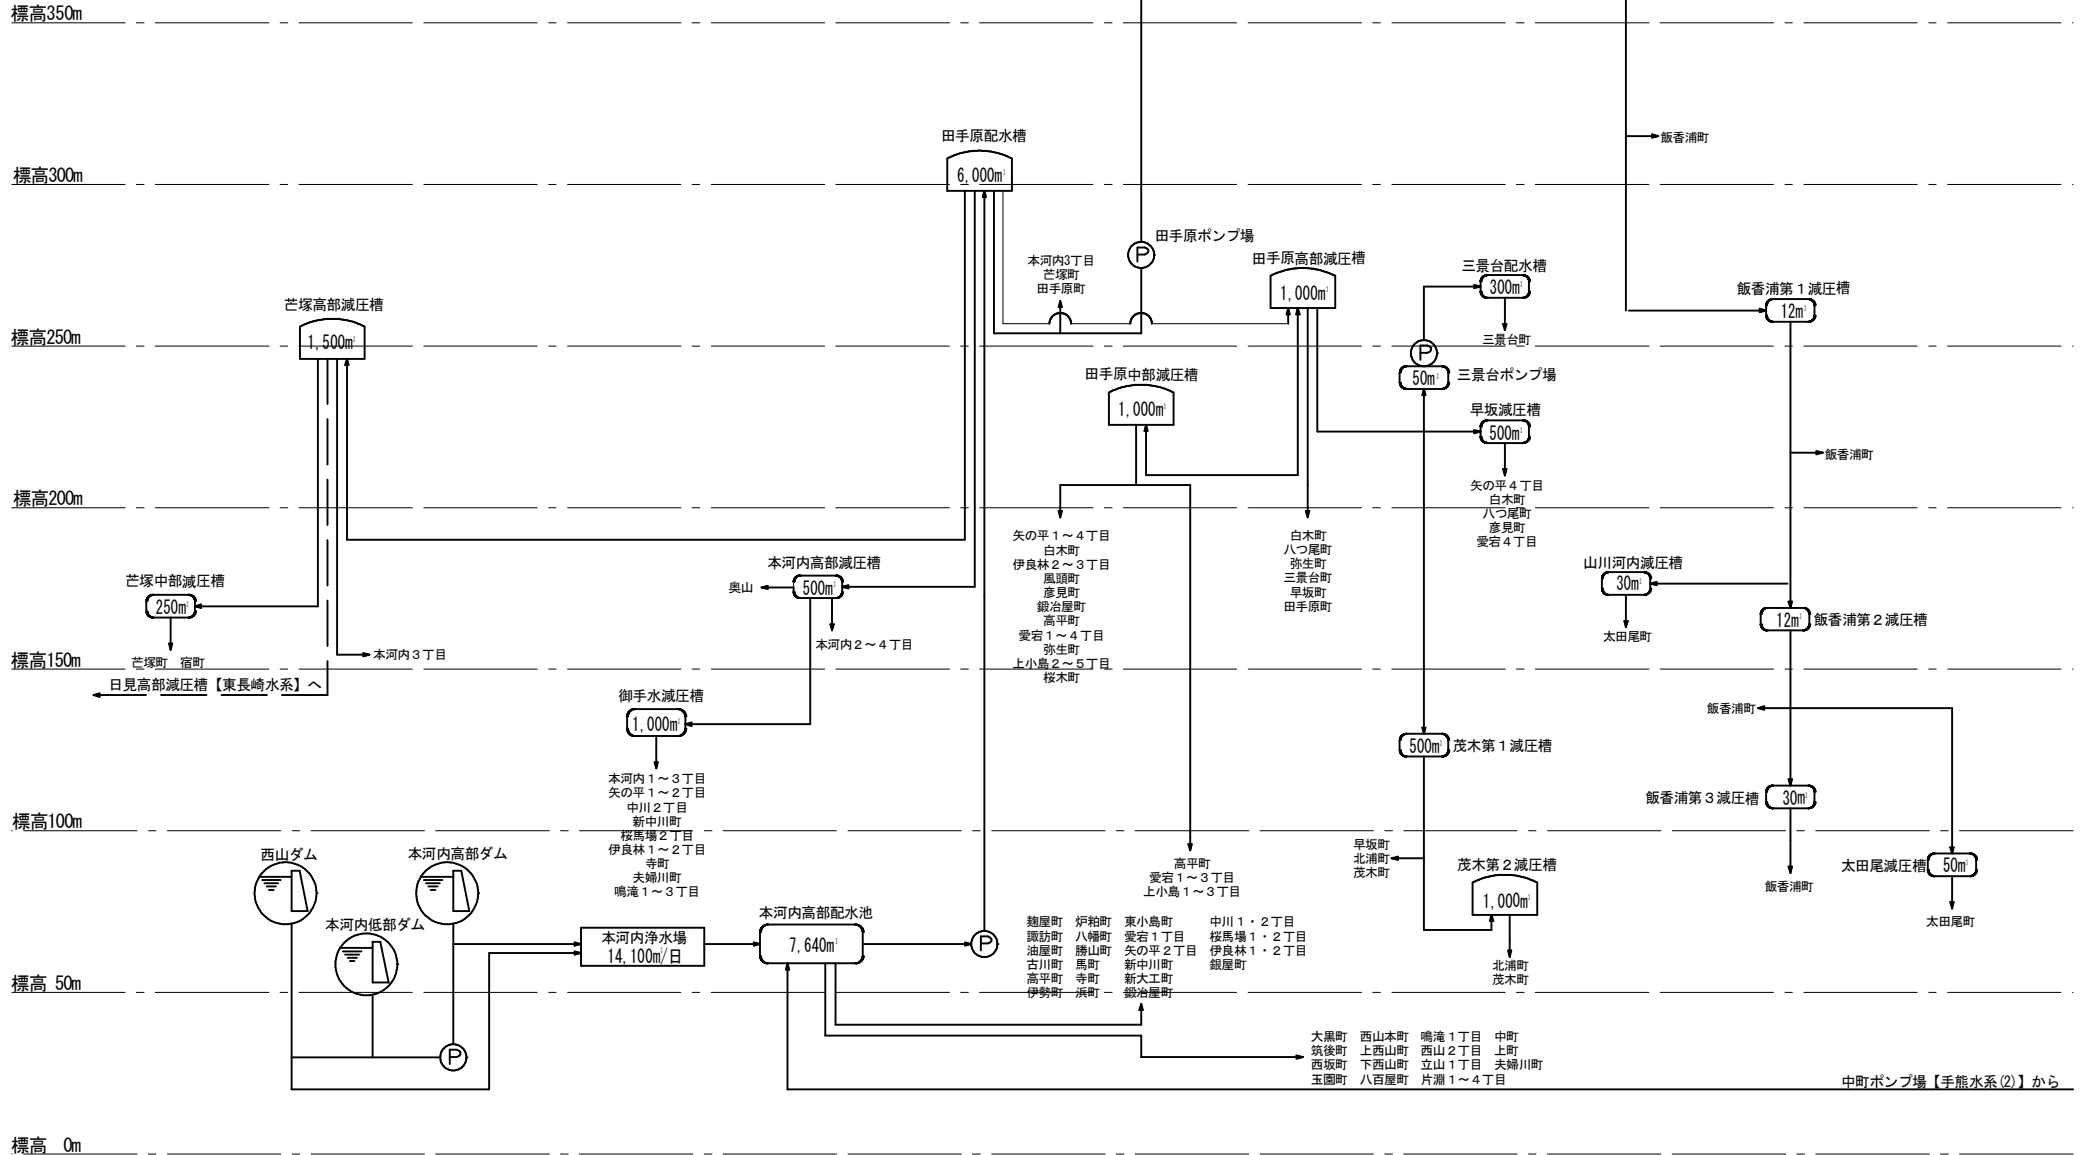 標高350m
飯香浦町
田手原配水槽
標高300m
6,000m³
田手原ポンプ場
P
本河内3丁目
芒塚町
田手原町
田手原高部減圧槽
1,000m³
三景台配水槽
300m³
三景台町
飯香浦第１減圧槽
12m³
芒塚高部減圧槽
1,500m³
標高250m
P
50m³
三景台ポンプ場
田手原中部減圧槽
1,000m³
早坂減圧槽
500m³
飯香浦町
矢の平４丁目
白木町
八つ尾町
彦見町
愛宕４丁目
標高200m
矢の平１～４丁目
白木町
伊良林２～３丁目
風頭町
彦見町
鍛冶屋町
高平町
愛宕１～４丁目
弥生町
上小島２～５丁目
桜木町
白木町
八つ尾町
弥生町
三景台町
早坂町
田手原町
本河内高部減圧槽
奥山
500m³
本河内２～４丁目
山川河内減圧槽
30m³
太田尾町
芒塚中部減圧槽
250m³
芒塚町　宿町
12m³
飯香浦第２減圧槽
本河内３丁目
標高150m
日見高部減圧槽【東長崎水系】へ
御手水減圧槽
1,000m³
飯香浦町
500m³
茂木第１減圧槽
本河内１～３丁目
矢の平１～２丁目
中川２丁目
新中川町
桜馬場２丁目
伊良林１～２丁目
寺町
夫婦川町
鳴滝１～３丁目
飯香浦第３減圧槽
30m³
標高100m
西山ダム
本河内高部ダム
本河内低部ダム
高平町
愛宕１～３丁目
上小島１～３丁目
早坂町
北浦町
茂木町
茂木第２減圧槽
1,000m³
飯香浦町
太田尾減圧槽
50m³
太田尾町
本河内浄水場
14,100m³/日
本河内高部配水池
7,640m³
P
麹屋町　炉粕町　東小島町　中川１・２丁目
諏訪町　八幡町　愛宕１丁目　桜馬場１・２丁目
油屋町　勝山町　矢の平２丁目　伊良林１・２丁目
古川町　馬町　新中川町　銀屋町
高平町　寺町　新大工町
伊勢町　浜町　鍛冶屋町
北浦町
茂木町
標高 50m
P
大黒町　西山本町　鳴滝１丁目　中町
筑後町　上西山町　西山２丁目　上町
西坂町　下西山町　立山１丁目　夫婦川町
玉園町　八百屋町　片淵１～４丁目
中町ポンプ場【手熊水系(2)】から
標高　0m